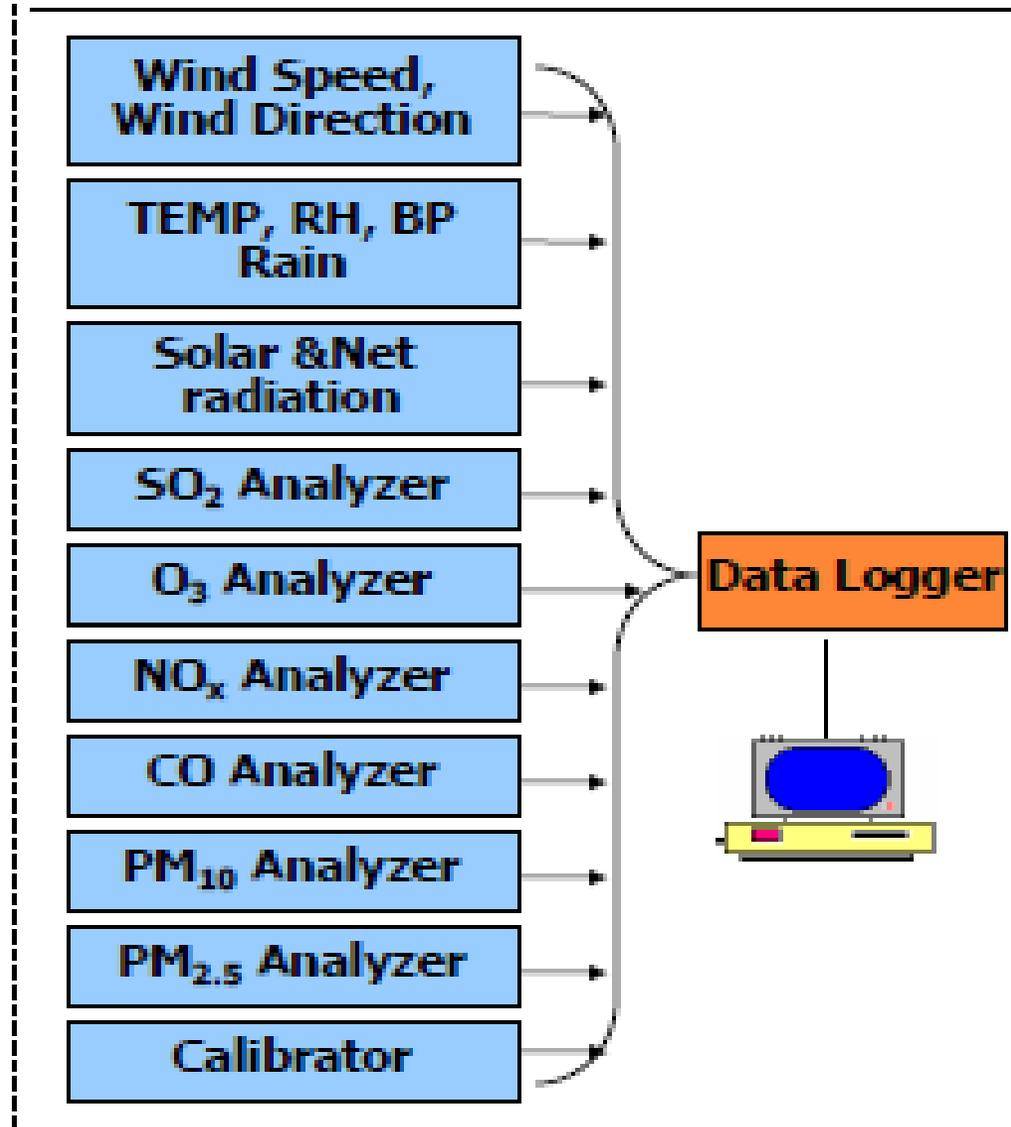 Wind Speed,
Wind Direction
TEMP, RH, BP
Rain
Solar &Net
radiation
SO₂ Analyzer
O₃ Analyzer
NOₓ Analyzer
CO Analyzer
PM₁₀ Analyzer
PM₂.₅ Analyzer
Calibrator
Data Logger